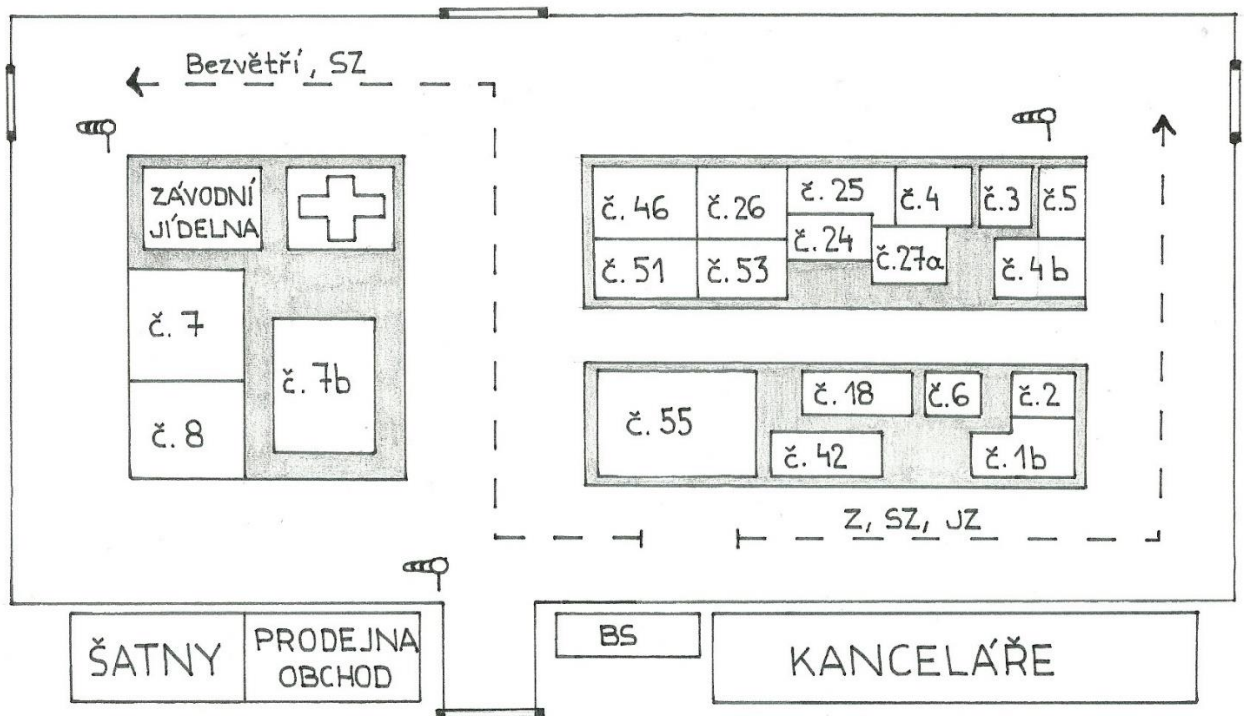 Bezvětří, SZ
ZÁVODNÍ
JÍDELNA
č. 7
č. 8
č. 7b
č. 46
č. 26
č. 25
č. 4
č. 3
č. 5
č. 24
č. 27a
č. 51
č. 53
č. 4b
č. 55
č. 18
č. 6
č. 2
č. 42
č. 1b
Z, SZ, JZ
ŠATNY
PRODEJNA
OBCHOD
BS
KANCELÁŘE